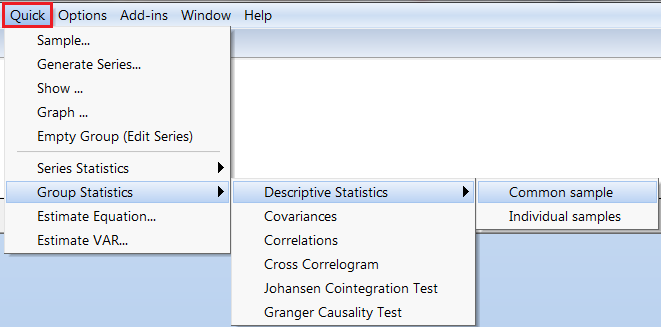 Quick Options Add-ins Window Help
Sample...
Generate Series...
Show ...
Graph ...
Empty Group (Edit Series)
Series Statistics
Group Statistics
Estimate Equation...
Estimate VAR...
Descriptive Statistics
Covariances
Correlations
Cross Correlogram
Johansen Cointegration Test
Granger Causality Test
Common sample
Individual samples